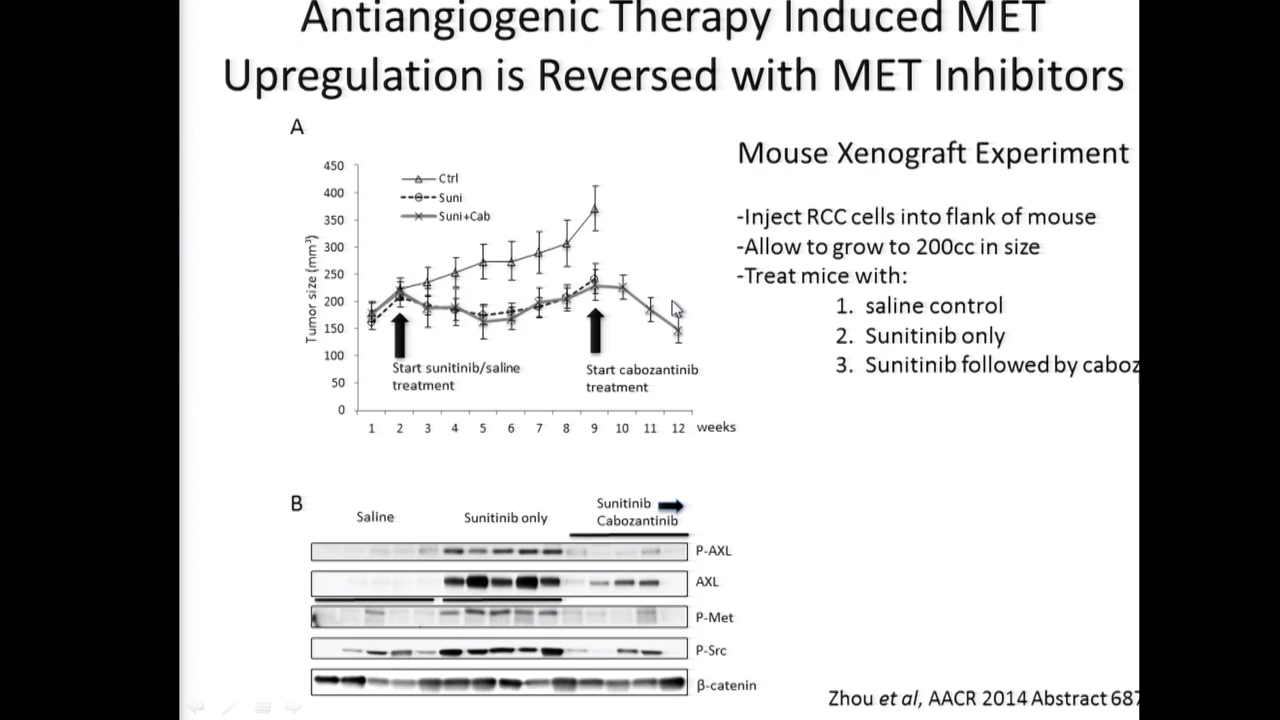 Antiangiogenic Therapy Induced MET
Upregulation is Reversed with MET Inhibitors
A
450
400
350
300
250
200
150
100
50
0
Tumor size (mm³)
Ctrl
Suni
Suni+Cab
Start sunitinib/saline
treatment
Start cabozantinib
treatment
1 2 3 4 5 6 7 8 9 10 11 12 weeks
Mouse Xenograft Experiment
-Inject RCC cells into flank of mouse
-Allow to grow to 200cc in size
-Treat mice with:
1. saline control
2. Sunitinib only
3. Sunitinib followed by caboz
B
Saline
Sunitinib only
Sunitinib
Cabozantinib
P-AXL
AXL
P-Met
P-Src
β-catenin
Zhou et al, AACR 2014 Abstract 687